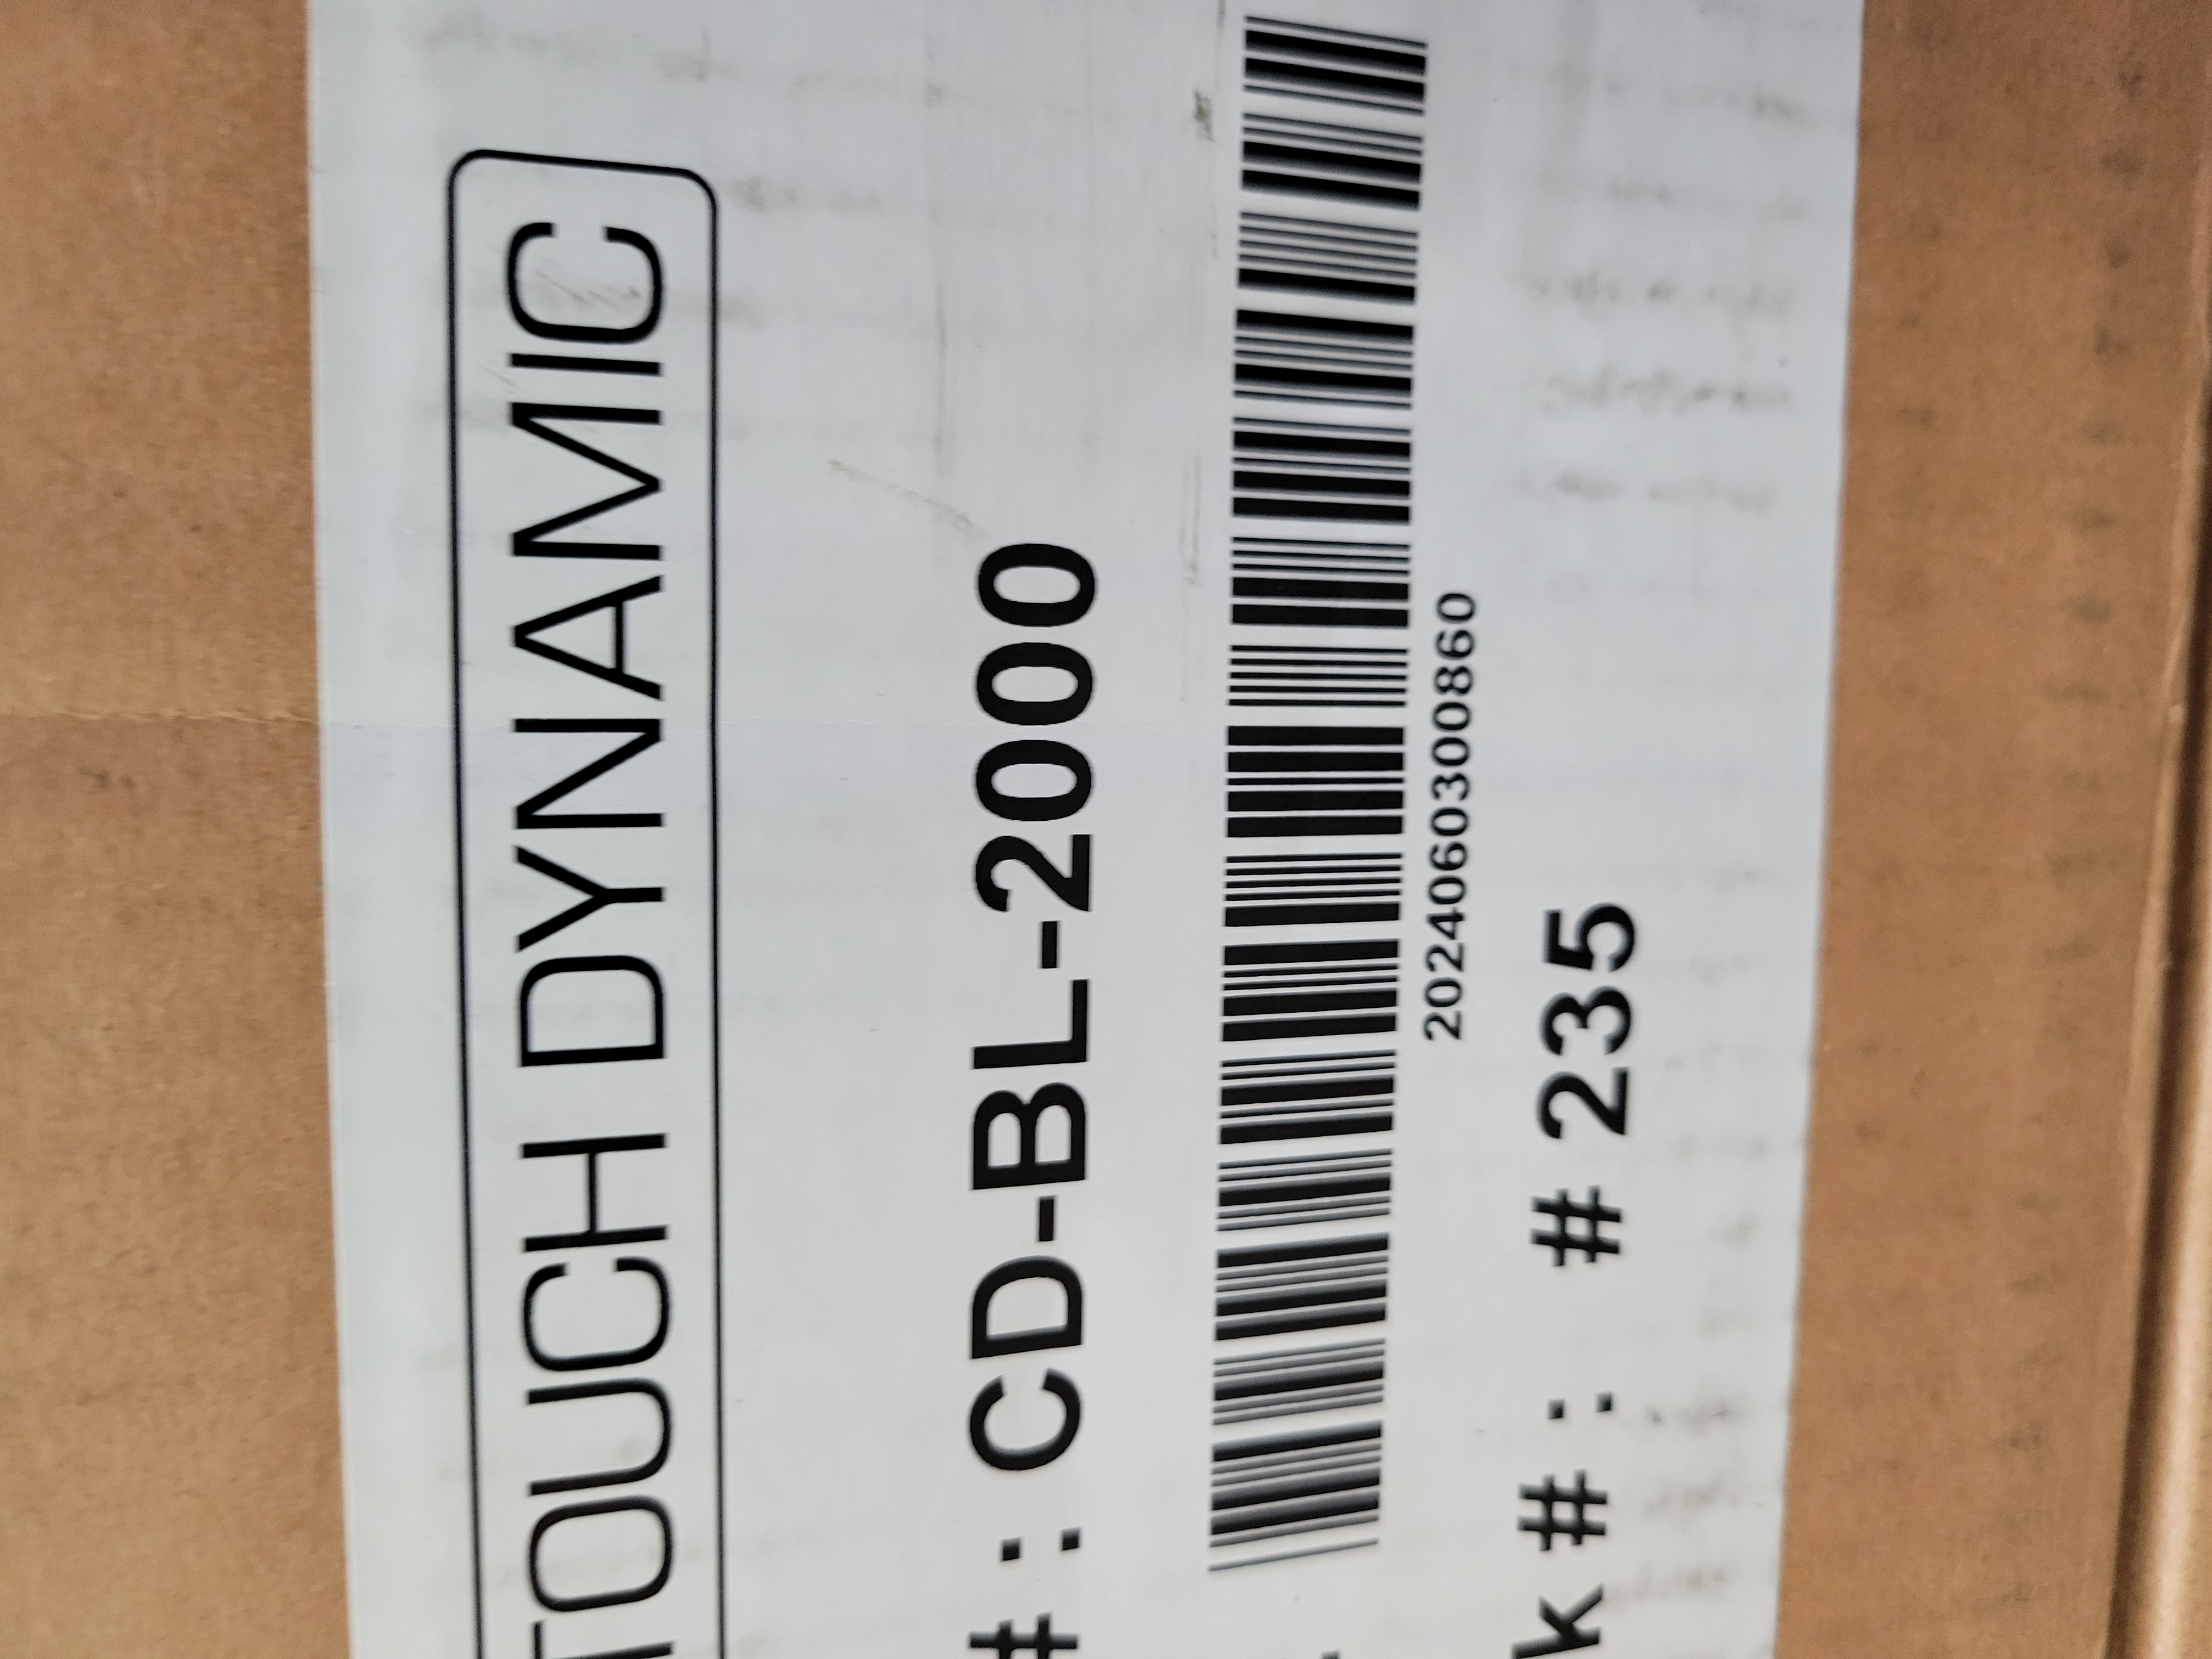 TOUCH DYNAMIC
#: CD-BL-2000
20240603000860
k #: #235